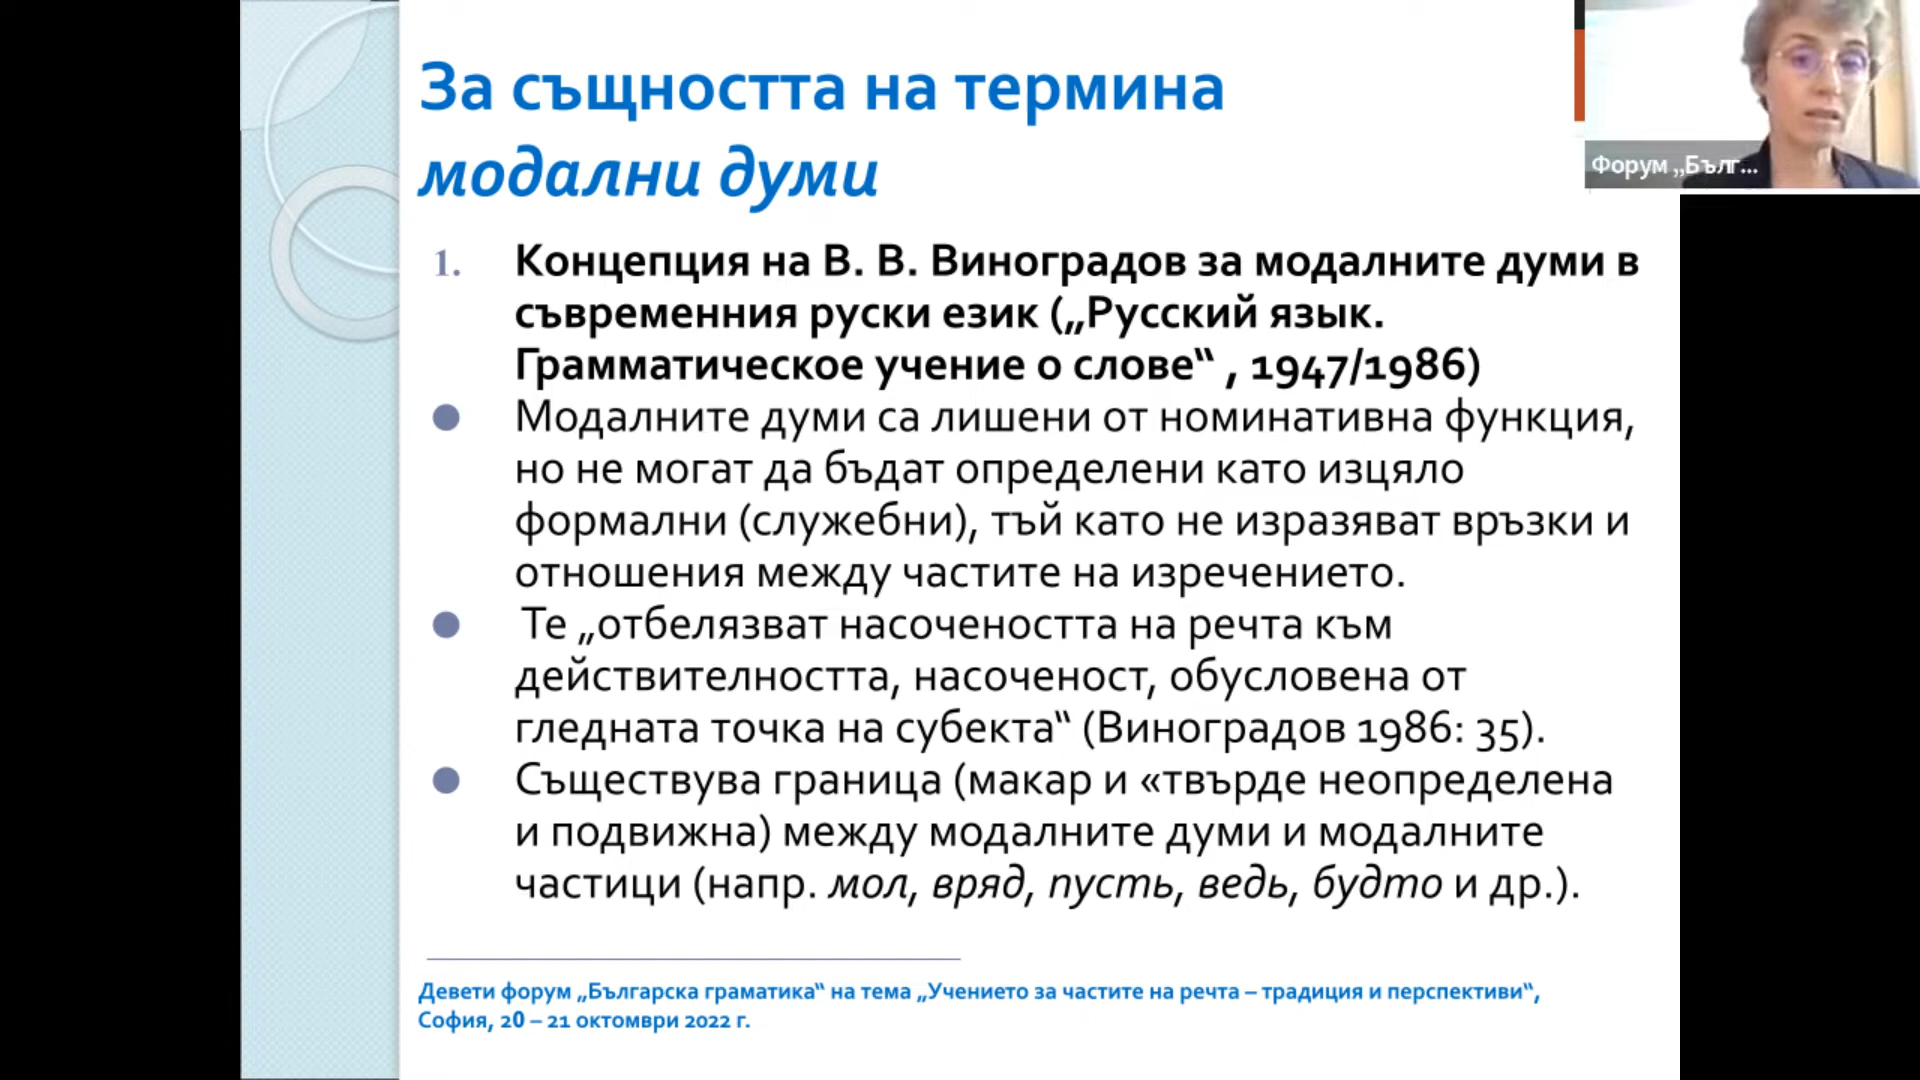 За същността на термина
модални думи
1. Концепция на В. В. Виноградов за модалните думи в
съвременния руски език („Русский язык.
Грамматическое учение о слове“ , 1947/1986)
Модалните думи са лишени от номинативна функция,
но не могат да бъдат определени като изцяло
формални (служебни), тъй като не изразяват връзки и
отношения между частите на изречението.
Те „отбелязват насочеността на речта към
действителността, насоченост, обусловена от
гледната точка на субекта“ (Виноградов 1986: 35).
Съществува граница (макар и «твърде неопределена
и подвижна) между модалните думи и модалните
частици (напр. мол, вряд, пусть, ведь, будто и др.).
Девети форум „Българска граматика“ на тема „Учението за частите на речта – традиция и перспективи“,
София, 20 – 21 октомври 2022 г.
Форум „Бълг...